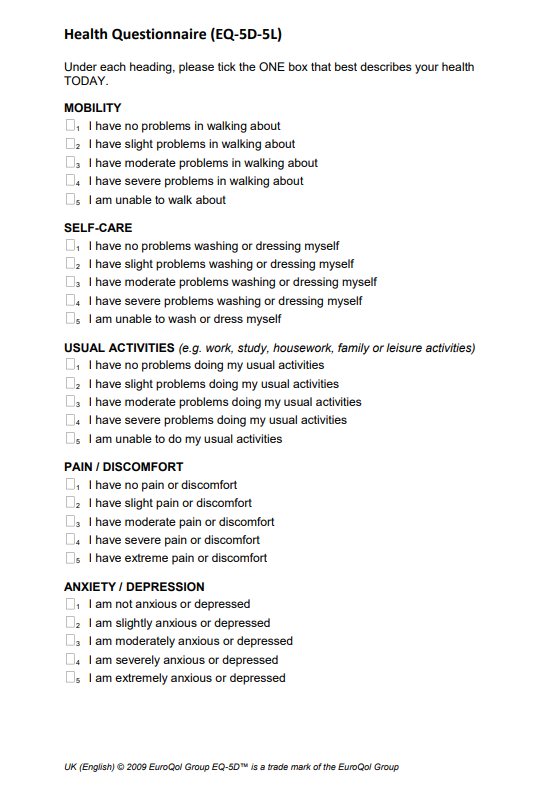 Health Questionnaire (EQ-5D-5L)
Under each heading, please tick the ONE box that best describes your health
TODAY.
MOBILITY
1 I have no problems in walking about
2 I have slight problems in walking about
3 I have moderate problems in walking about
4 I have severe problems in walking about
5 I am unable to walk about
SELF-CARE
1 I have no problems washing or dressing myself
2 I have slight problems washing or dressing myself
3 I have moderate problems washing or dressing myself
4 I have severe problems washing or dressing myself
5 I am unable to wash or dress myself
USUAL ACTIVITIES (e.g. work, study, housework, family or leisure activities)
1 I have no problems doing my usual activities
2 I have slight problems doing my usual activities
3 I have moderate problems doing my usual activities
4 I have severe problems doing my usual activities
5 I am unable to do my usual activities
PAIN / DISCOMFORT
1 I have no pain or discomfort
2 I have slight pain or discomfort
3 I have moderate pain or discomfort
4 I have severe pain or discomfort
5 I have extreme pain or discomfort
ANXIETY / DEPRESSION
1 I am not anxious or depressed
2 I am slightly anxious or depressed
3 I am moderately anxious or depressed
4 I am severely anxious or depressed
5 I am extremely anxious or depressed
UK (English) © 2009 EuroQol Group EQ-5D™ is a trade mark of the EuroQol Group